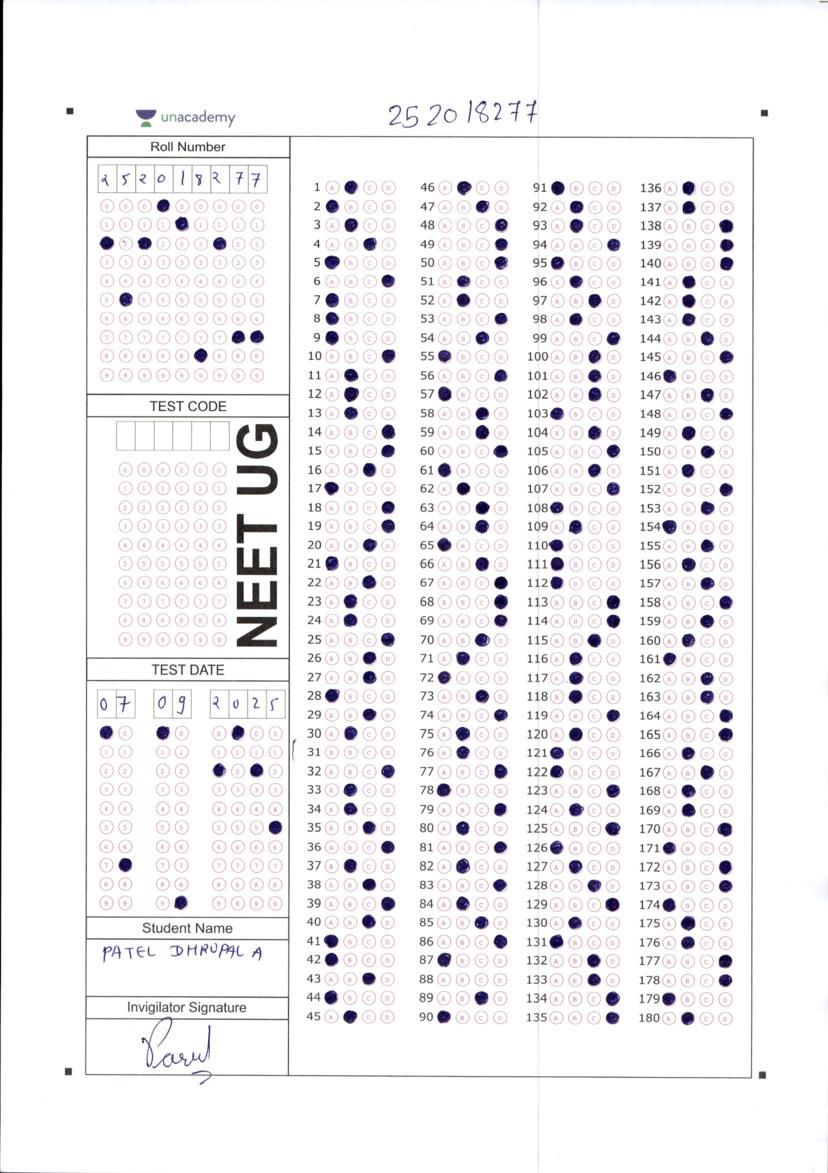 unacademy
252018277
Roll Number
2 5 2 0 1 8 2 7 7
TEST CODE
NEET UG
TEST DATE
07 09 2025
Student Name
PATEL DHRUPAL A
Invigilator Signature
1 A C D
2 B C D
3 A C D
4 A B D
5 B C D
6 A B C
7 B C D
8 B C D
9 B C D
10 A B C
11 A C D
12 A C D
13 A C D
14 A B C
15 A B C
16 A B D
17 B C D
18 A B C
19 A B C
20 A B D
21 B C D
22 A B D
23 A C D
24 A C D
25 A B C
26 A B D
27 A B D
28 B C D
29 A B D
30 A C D
31 A B C D
32 A B C
33 A C D
34 A C D
35 A B D
36 A B C
37 A C D
38 A B D
39 A B C
40 A B D
41 B C D
42 B C D
43 A B D
44 B C D
45 A C D
46 A C D
47 A B D
48 A B C
49 A B C
50 A B C
51 A C D
52 A C D
53 A B C
54 A B D
55 B C D
56 A B C
57 B C D
58 A B D
59 A B D
60 A B C
61 B C D
62 A C D
63 A B D
64 A B D
65 B C D
66 A B D
67 A B C
68 A B C
69 A B C
70 A B D
71 A C D
72 B C D
73 A B D
74 A B C
75 A C D
76 A C D
77 A B C
78 B C D
79 A B C
80 A C D
81 A B C
82 A C D
83 A B C
84 A C D
85 A B D
86 A B C
87 B C D
88 A B C D
89 A B D
90 B C D
91 B C D
92 A C D
93 A C D
94 A B C
95 B C D
96 A C D
97 A B D
98 A C D
99 A B C
100 A B D
101 A B D
102 A B D
103 B C D
104 A B D
105 A B C
106 A B D
107 A B C
108 B C D
109 A C D
110 B C D
111 B C D
112 B C D
113 A B C
114 A B C
115 A B D
116 A C D
117 A C D
118 A C D
119 A B C
120 A C D
121 B C D
122 B C D
123 A B C
124 A C D
125 A B C
126 B C D
127 A C D
128 A B D
129 A B C
130 A C D
131 B C D
132 A B D
133 A B D
134 A B C
135 A B C
136 A C D
137 A C D
138 A B C
139 A B C
140 A B C
141 A C D
142 A C D
143 A C D
144 A B D
145 A B C
146 B C D
147 A B D
148 A B C
149 A C D
150 A B D
151 A C D
152 A B C
153 A B D
154 B C D
155 A B D
156 A C D
157 A B D
158 A B C
159 A B D
160 A C D
161 B C D
162 A B D
163 A B D
164 A B C
165 A B C
166 A C D
167 A B D
168 A C D
169 A C D
170 A B C
171 B C D
172 A B C
173 A B C
174 B C D
175 A C D
176 A C D
177 A B C
178 A B C
179 B C D
180 A C D